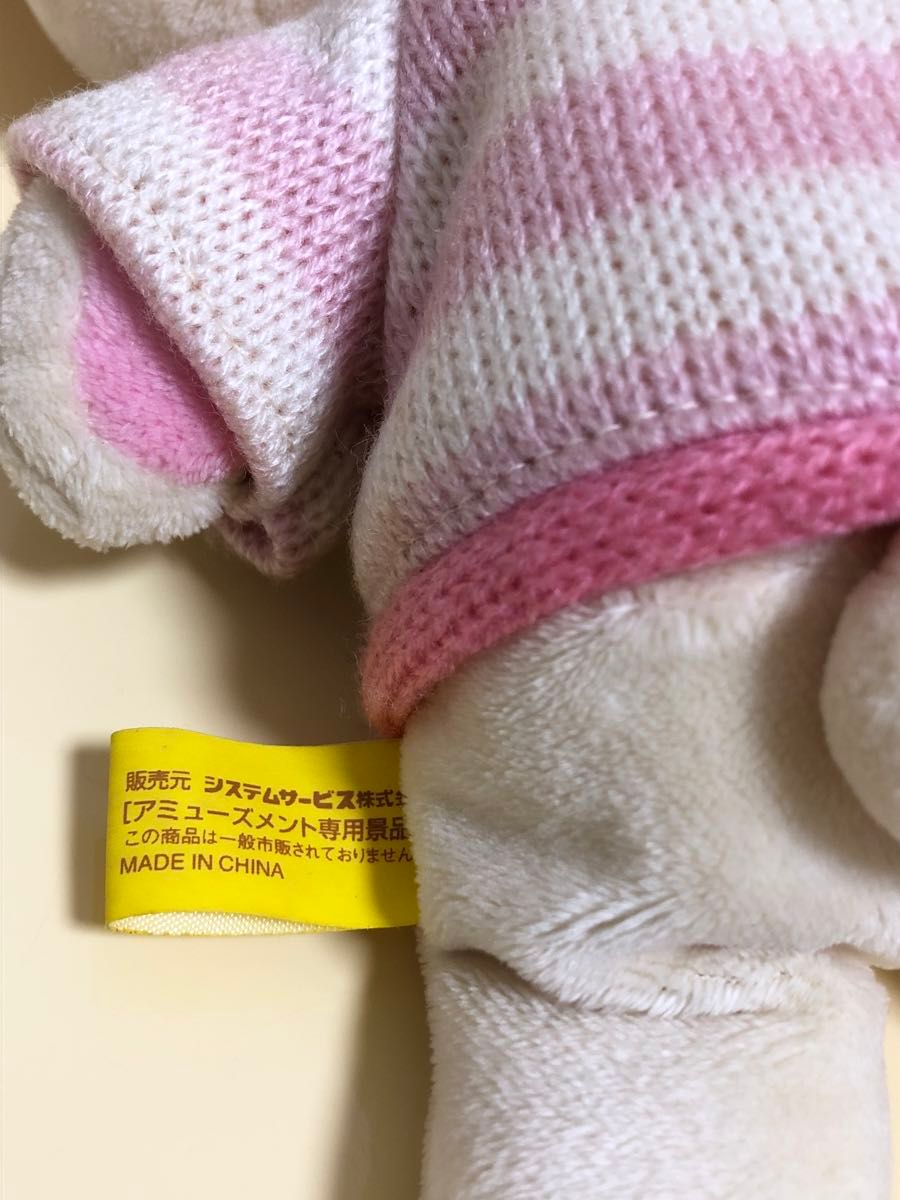 販売元 システムサービス株式会
[アミューズメント専用景品]
この商品は一般市販されておりません
MADE IN CHINA